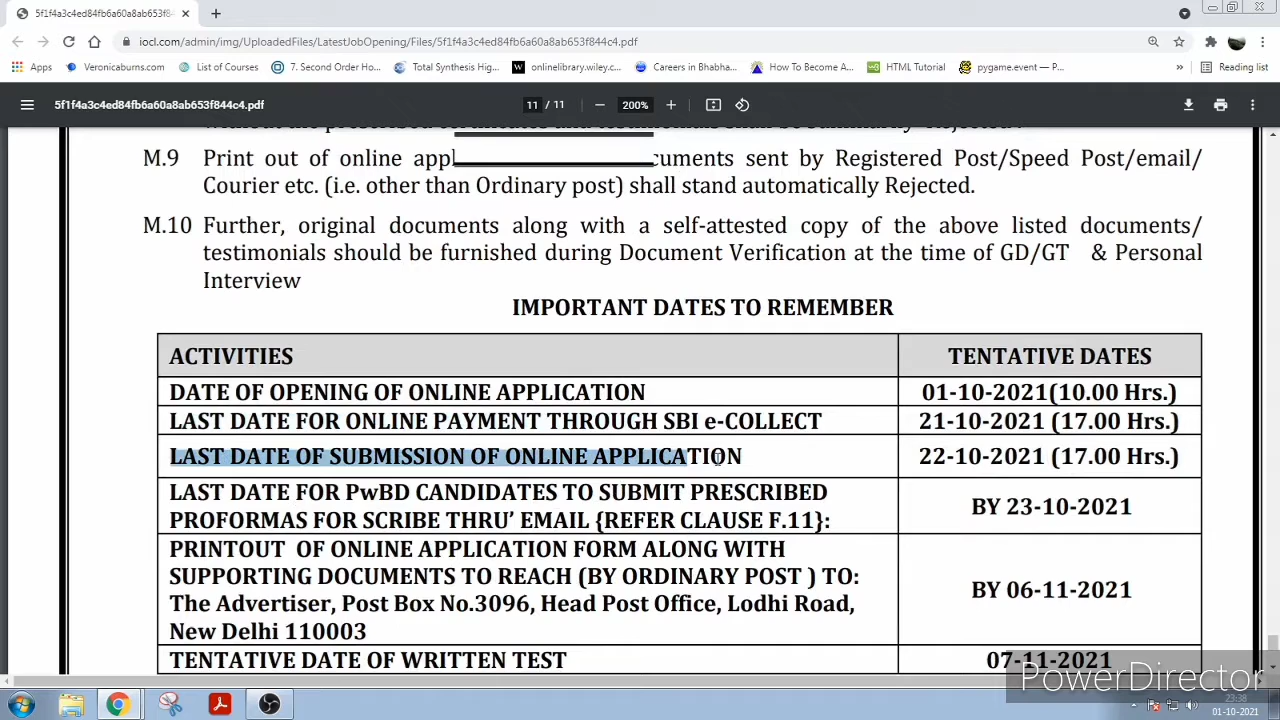 5f1f4a3c4ed84fb6a60a8ab653f8
iocl.com/admin/img/UploadedFiles/LatestJobOpening/Files/5f1f4a3c4ed84fb6a60a8ab653f844c4.pdf
Apps Veronicaburns.com List of Courses 7. Second Order Ho... Total Synthesis Hig... onlinelibrary.wiley.c... Careers in Bhabha... How To Become A... HTML Tutorial pygame.event — P... » Reading list
5f1f4a3c4ed84fb6a60a8ab653f844c4.pdf 11 / 11 — 200% +
M.9 Print out of online appl cuments sent by Registered Post/Speed Post/email/
Courier etc. (i.e. other than Ordinary post) shall stand automatically Rejected.
M.10 Further, original documents along with a self-attested copy of the above listed documents/
testimonials should be furnished during Document Verification at the time of GD/GT & Personal
Interview
IMPORTANT DATES TO REMEMBER
ACTIVITIES TENTATIVE DATES
DATE OF OPENING OF ONLINE APPLICATION 01-10-2021(10.00 Hrs.)
LAST DATE FOR ONLINE PAYMENT THROUGH SBI e-COLLECT 21-10-2021 (17.00 Hrs.)
LAST DATE OF SUBMISSION OF ONLINE APPLICATION 22-10-2021 (17.00 Hrs.)
LAST DATE FOR PwBD CANDIDATES TO SUBMIT PRESCRIBED
PROFORMAS FOR SCRIBE THRU’ EMAIL {REFER CLAUSE F.11}: BY 23-10-2021
PRINTOUT OF ONLINE APPLICATION FORM ALONG WITH
SUPPORTING DOCUMENTS TO REACH (BY ORDINARY POST ) TO:
The Advertiser, Post Box No.3096, Head Post Office, Lodhi Road,
New Delhi 110003 BY 06-11-2021
TENTATIVE DATE OF WRITTEN TEST 07-11-2021
PowerDirector
23:38
01-10-2021